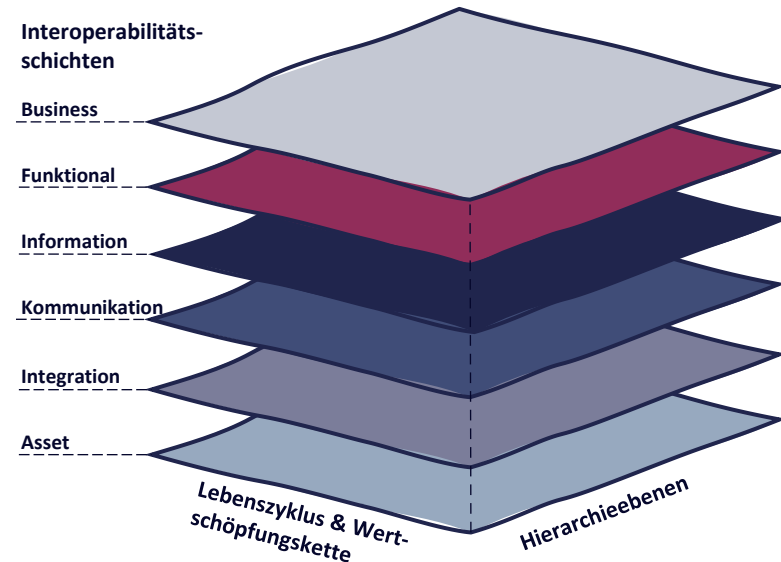 Interoperabilitäts-
schichten
Business
Funktional
Information
Kommunikation
Integration
Asset
Lebenszyklus & Wert-
schöpfungskette
Hierarchieebenen